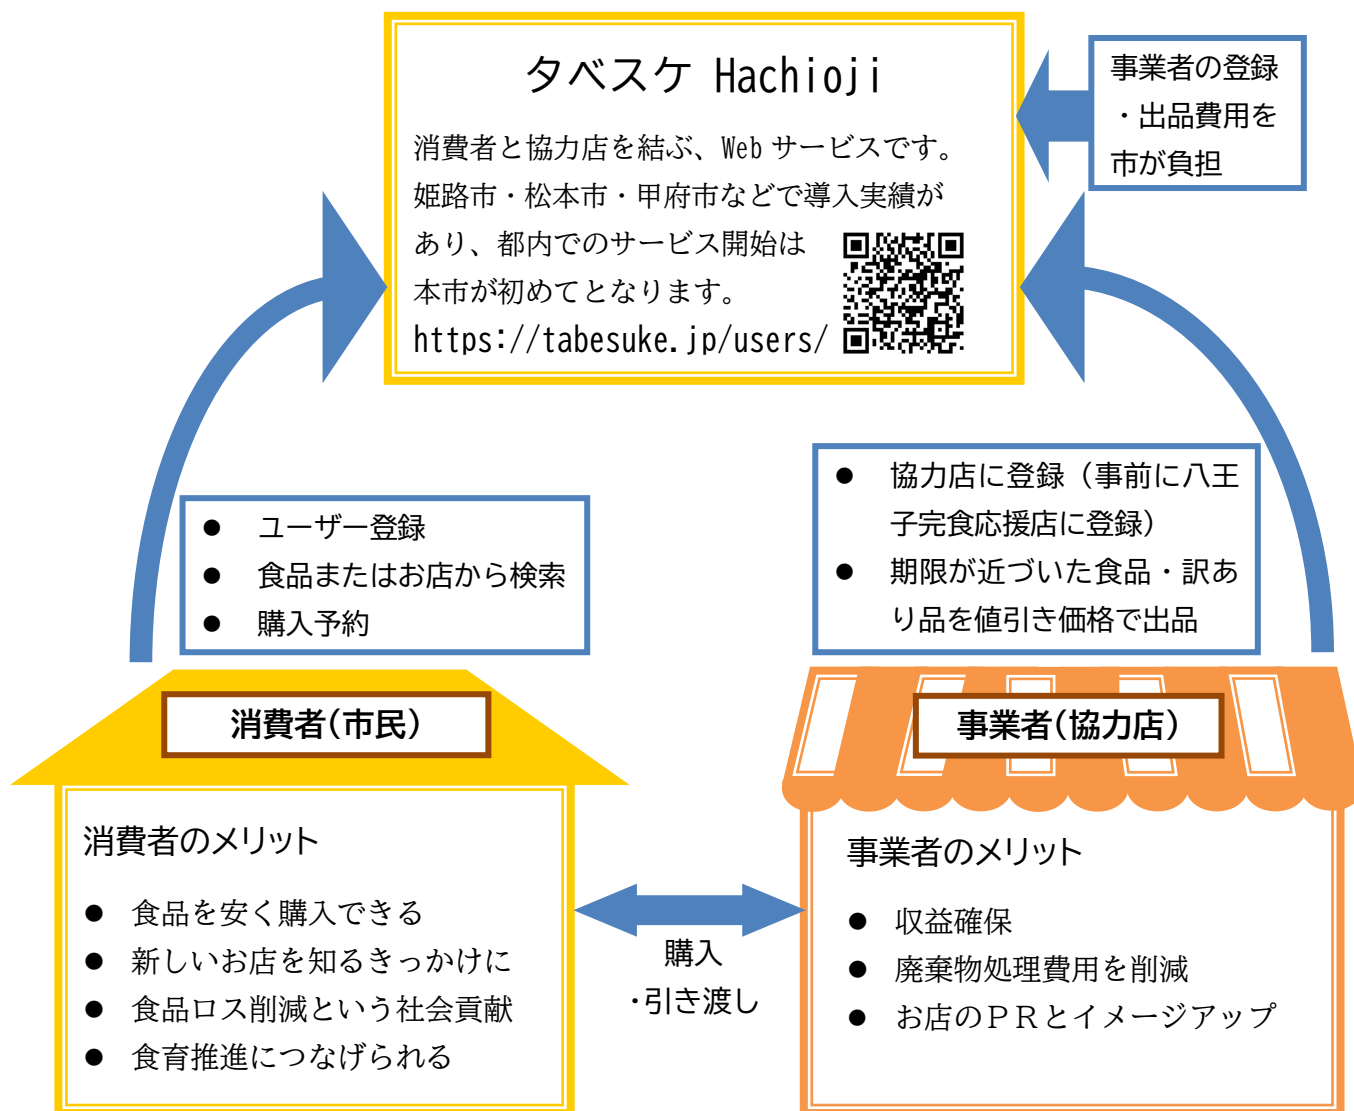 タベスケ Hachioji
消費者と協力店を結ぶ、Web サービスです。
姫路市・松本市・甲府市などで導入実績が
あり、都内でのサービス開始は
本市が初めてとなります。
https://tabesuke.jp/users/
事業者の登録
・出品費用を
市が負担
● ユーザー登録
● 食品またはお店から検索
● 購入予約
● 協力店に登録（事前に八王
子完食応援店に登録）
● 期限が近づいた食品・訳あ
り品を値引き価格で出品
消費者(市民)
消費者のメリット
● 食品を安く購入できる
● 新しいお店を知るきっかけに
● 食品ロス削減という社会貢献
● 食育推進につなげられる
購入
・引き渡し
事業者(協力店)
事業者のメリット
● 収益確保
● 廃棄物処理費用を削減
● お店のＰＲとイメージアップ